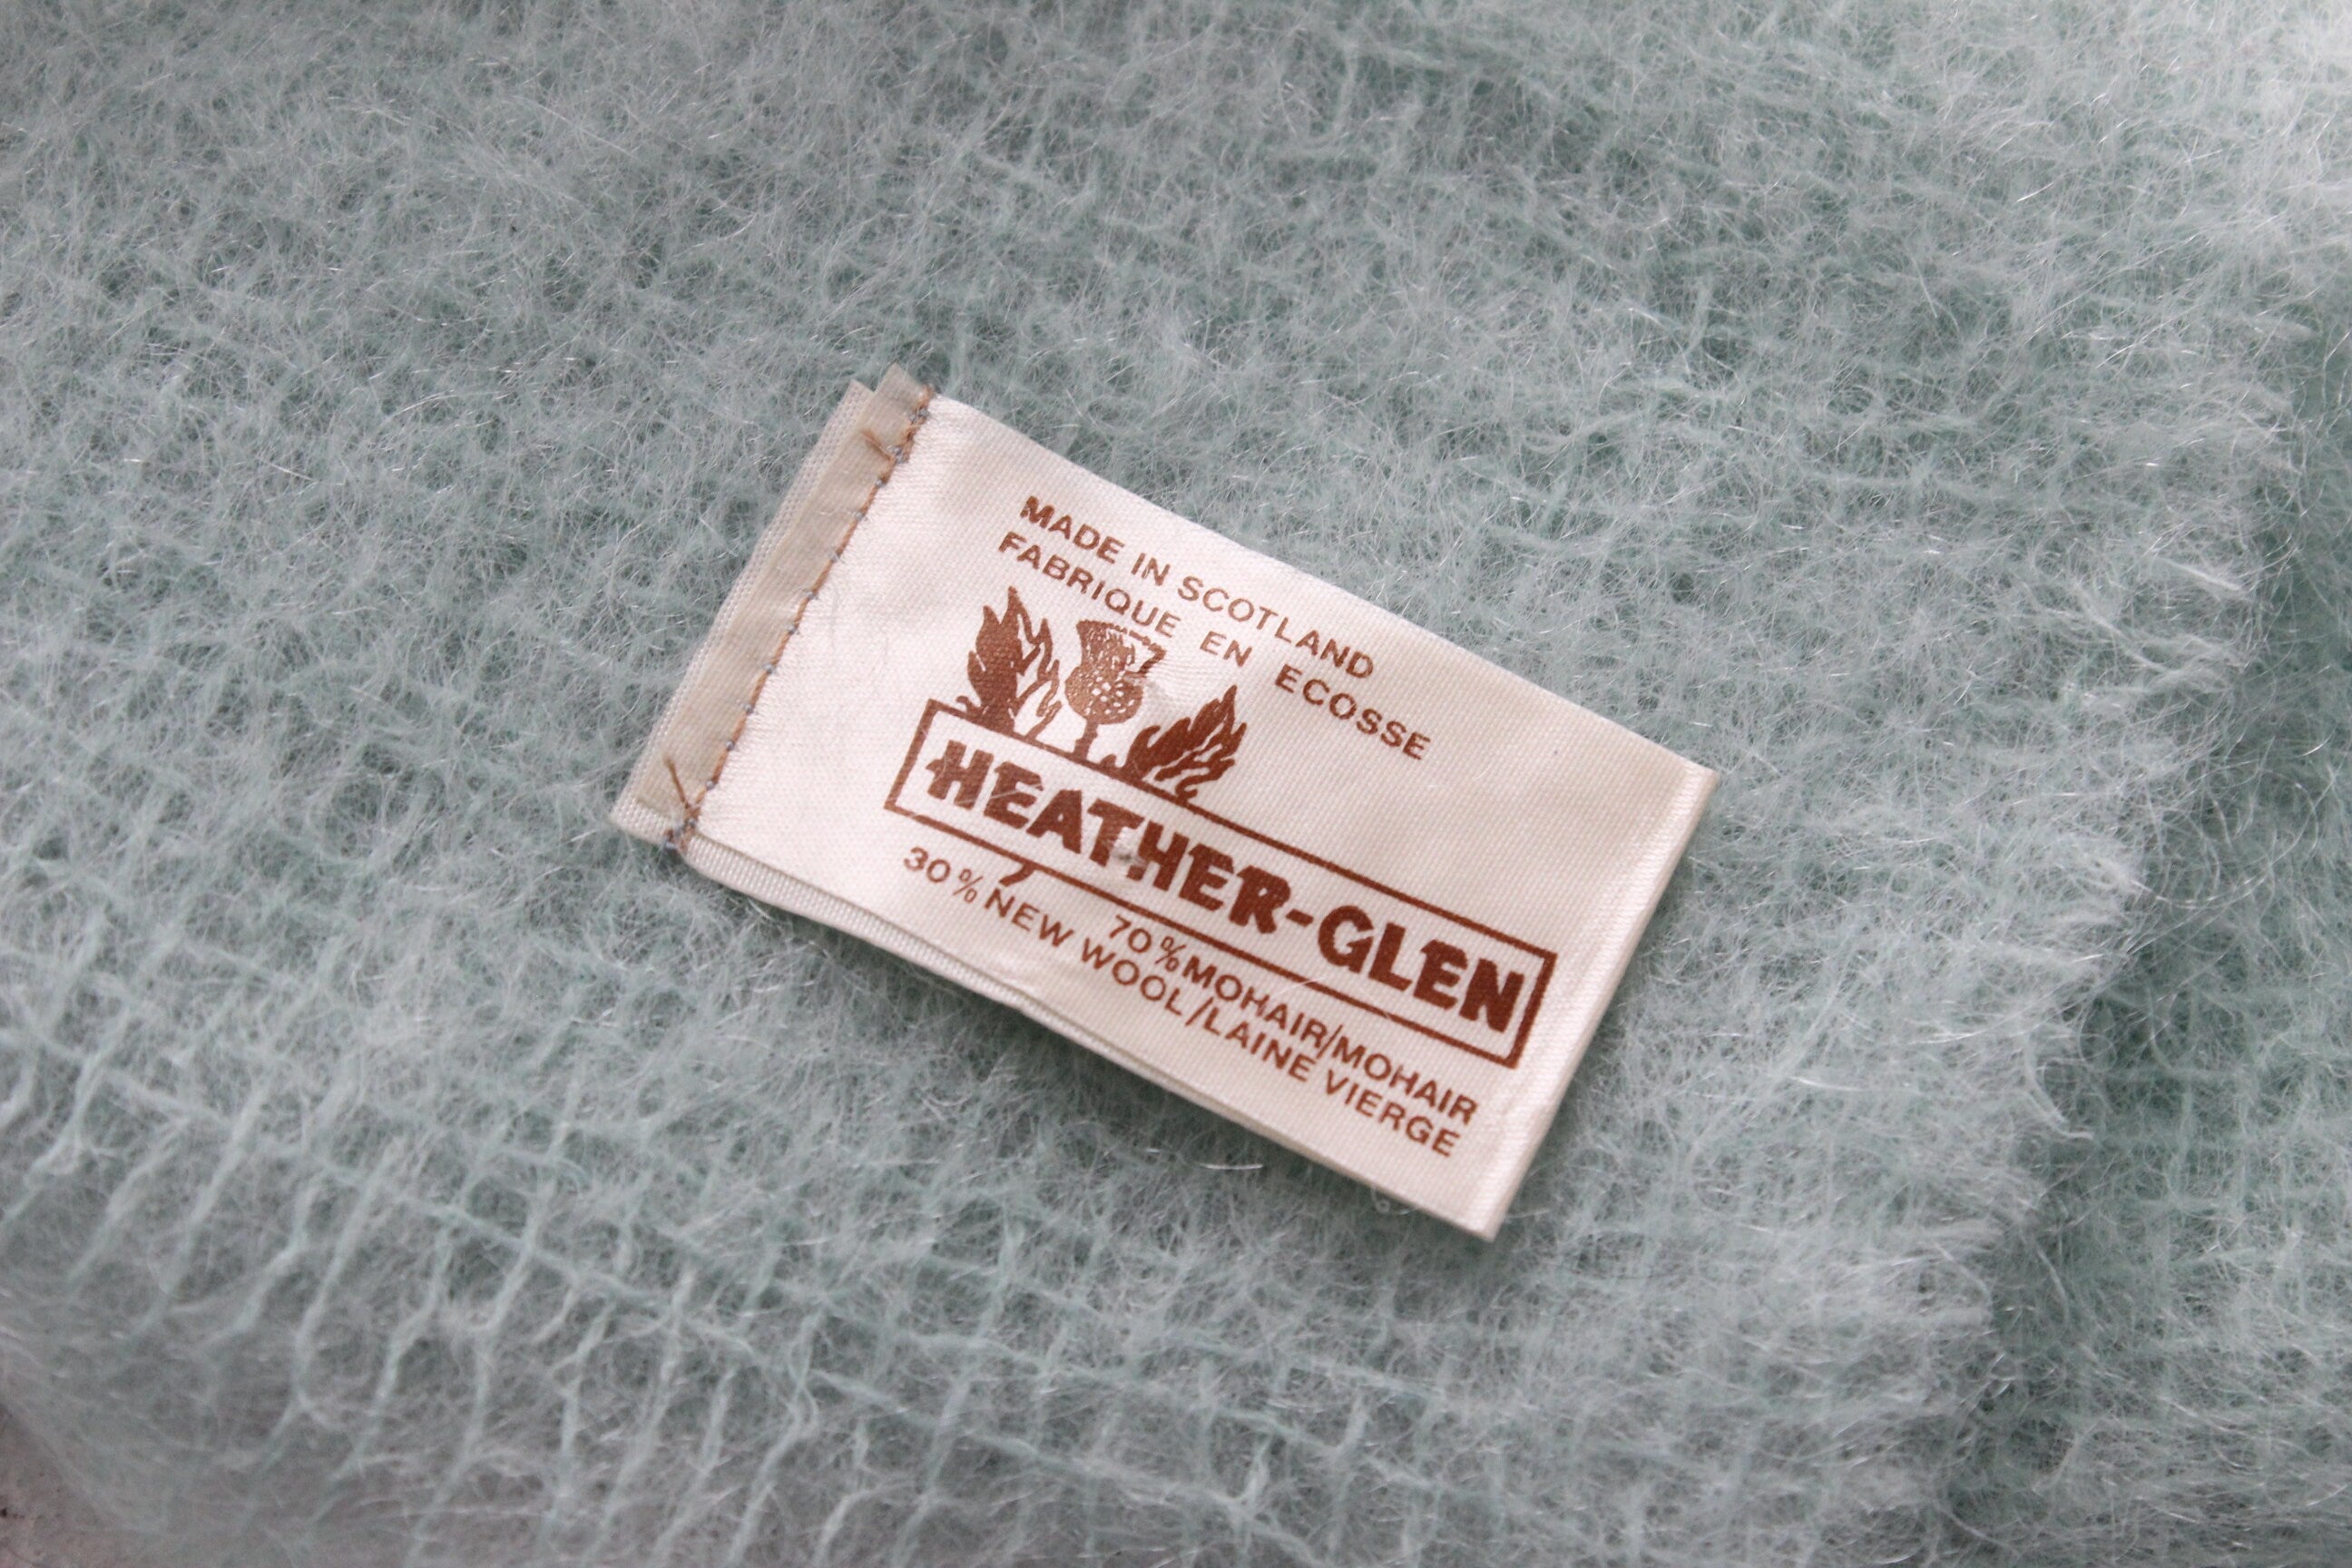 MADE IN SCOTLAND
FABRIQUE EN ECOSSE
HEATHER-GLEN
70% MOHAIR/MOHAIR
30% NEW WOOL/LAINE VIERGE